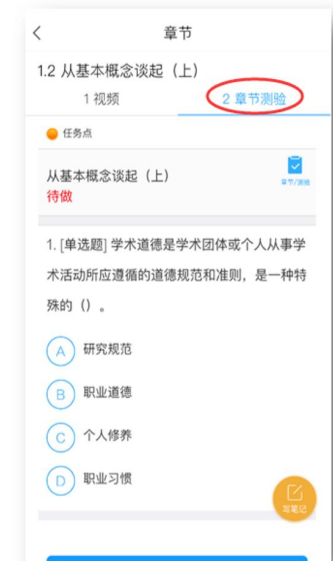 章节
1.2 从基本概念谈起（上）
1 视频
2 章节测验
任务点
从基本概念谈起（上）
章节/测验
待做
1. [单选题] 学术道德是学术团体或个人从事学
术活动所应遵循的道德规范和准则，是一种特
殊的（）。
A 研究规范
B 职业道德
C 个人修养
D 职业习惯
写笔记